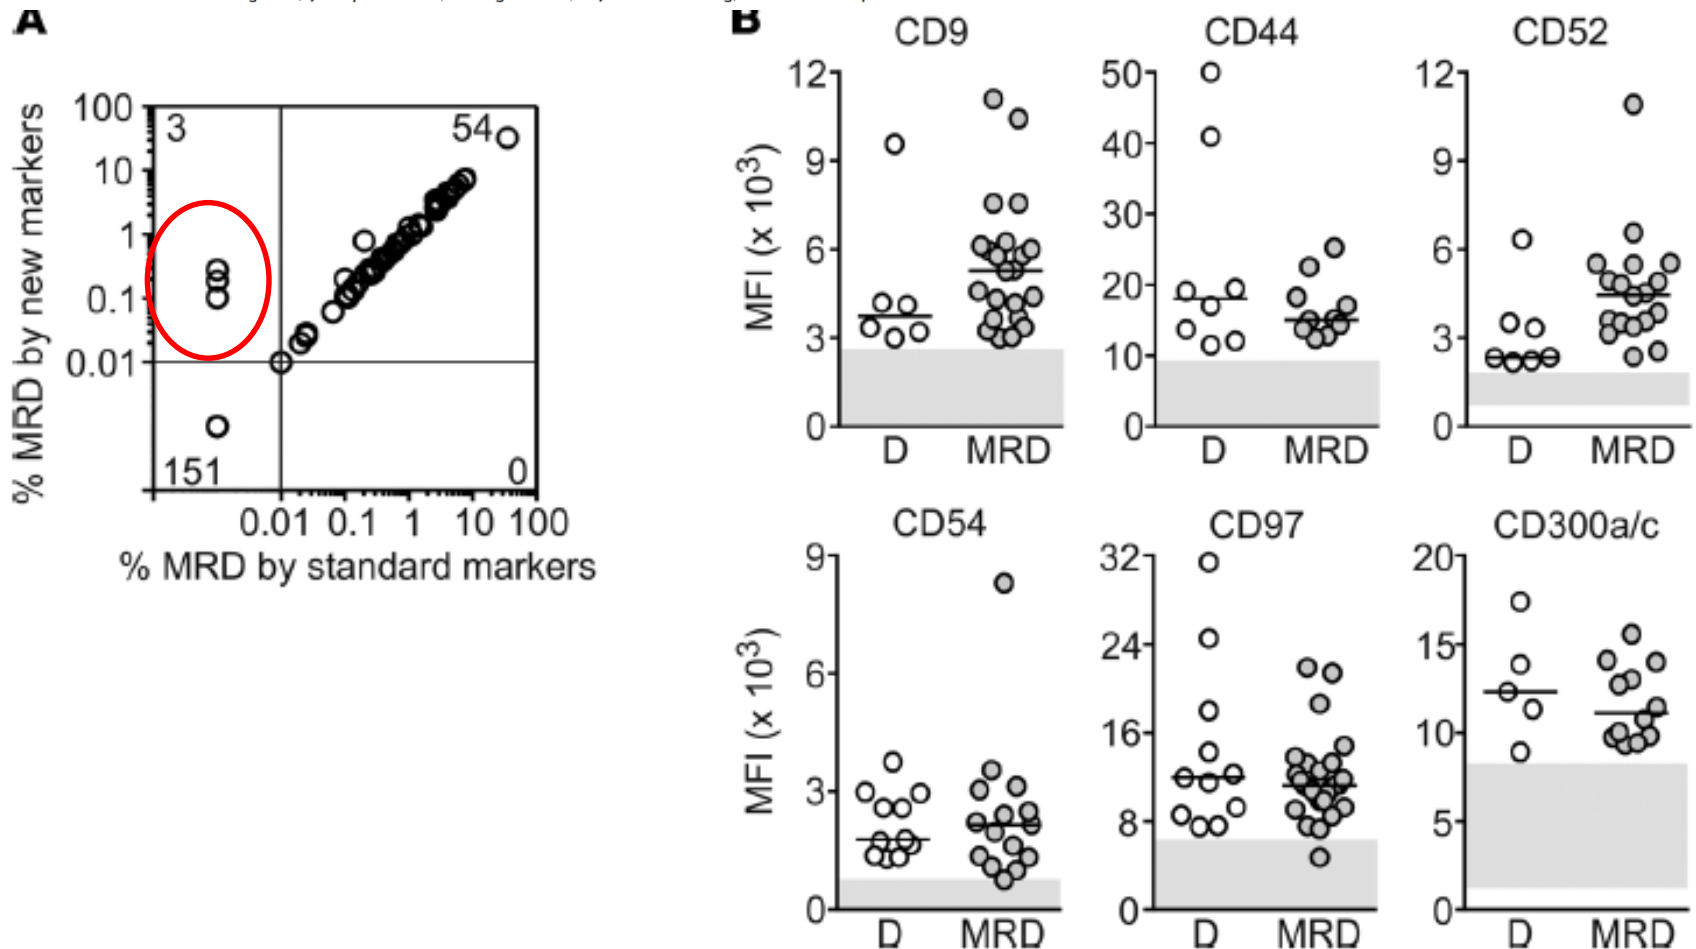 A
3
54
151
0
100
10
1
0.1
0.01
0.01 0.1 1 10 100
% MRD by new markers
% MRD by standard markers
B
CD9
12
9
6
3
0
MFI (x 10³)
D MRD
CD44
50
40
30
20
10
0
D MRD
CD52
12
9
6
3
0
D MRD
CD54
9
6
3
0
MFI (x 10³)
D MRD
CD97
32
24
16
8
0
D MRD
CD300a/c
20
15
10
5
0
D MRD